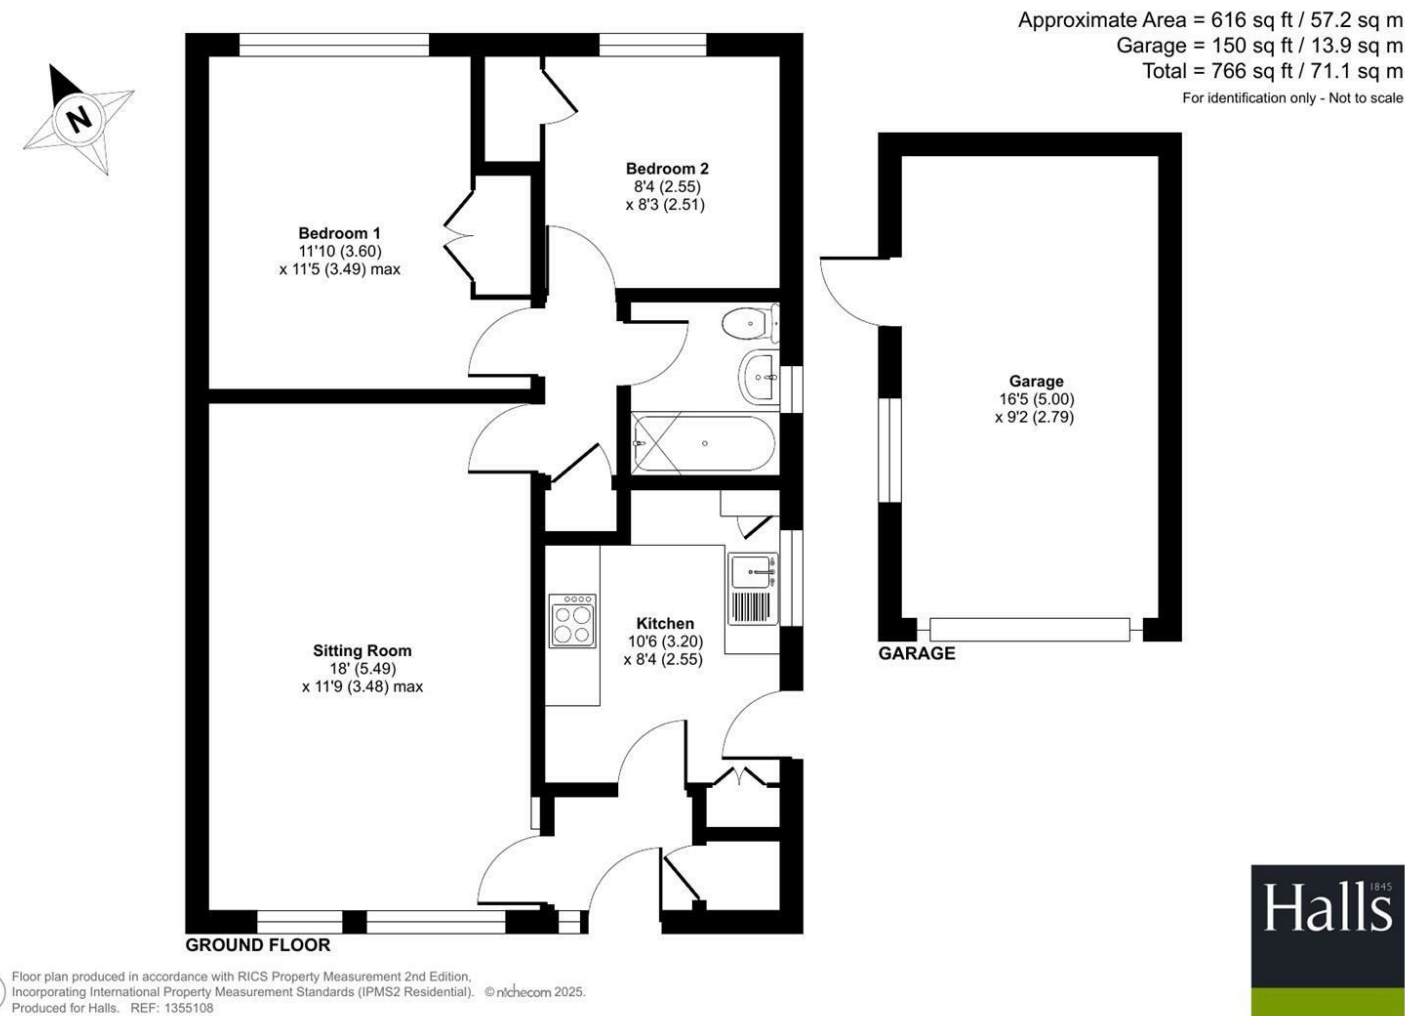 Approximate Area = 616 sq ft / 57.2 sq m
Garage = 150 sq ft / 13.9 sq m
Total = 766 sq ft / 71.1 sq m
For identification only - Not to scale
N
Bedroom 2
8'4 (2.55)
x 8'3 (2.51)
Bedroom 1
11'10 (3.60)
x 11'5 (3.49) max
Garage
16'5 (5.00)
x 9'2 (2.79)
Kitchen
10'6 (3.20)
x 8'4 (2.55)
Sitting Room
18' (5.49)
x 11'9 (3.48) max
GARAGE
GROUND FLOOR
Halls 1845
Floor plan produced in accordance with RICS Property Measurement 2nd Edition,
Incorporating International Property Measurement Standards (IPMS2 Residential). © nichecom 2025.
Produced for Halls. REF: 1355108